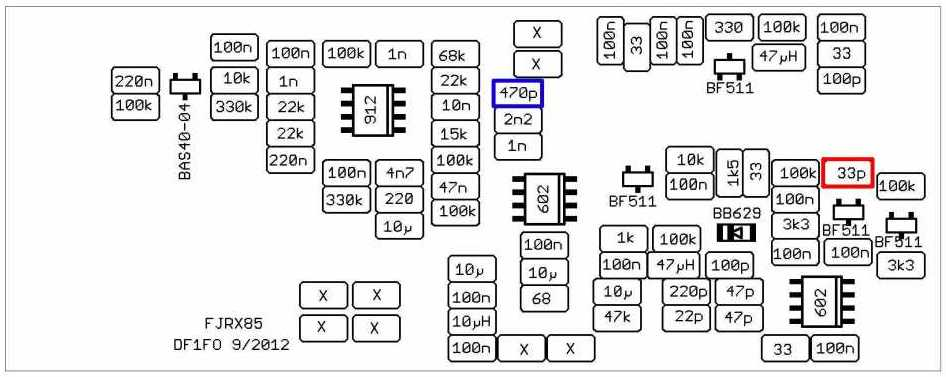 100n 33 100n 100n 330 100k 100n
47µH 33
100p
BF511
X
X
100n 100n 100k 1n 68k
220n 10k 1n 22k
100k 330k 22k 10n
22k 15k
220n 100k
BAS40-04
912
100n 4n7 47n
330k 220 100k
10µ
470p
2n2
1n
602
100n
10µ
68
BF511
10k 1k5 33 100k 33p 100k
100n 100n
BB629 3k3
BF511 BF511
100n 100n 3k3
1k 100k
100n 47µH 100p
10µ 220p 47p
47k 22p 47p
602
10µ
100n
10µH
100n X X
33 100n
X X
X X
FJRX85
DF1FO 9/2012